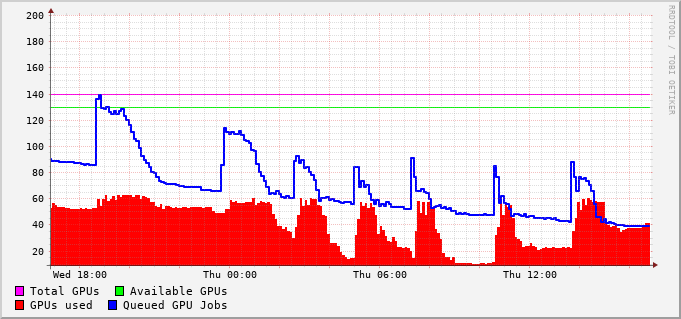 200
180
160
140
120
100
80
60
40
20
Wed 18:00 Thu 00:00 Thu 06:00 Thu 12:00
Total GPUs Available GPUs
GPUs used Queued GPU Jobs
RRDTOOL / TOBI OETIKER